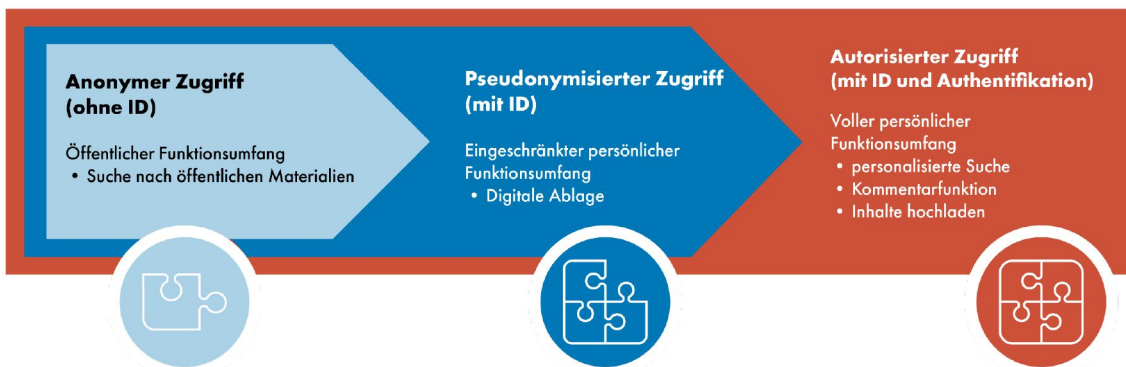 Anonymer Zugriff
(ohne ID)
Öffentlicher Funktionsumfang
• Suche nach öffentlichen Materialien
Pseudonymisierter Zugriff
(mit ID)
Eingeschränkter persönlicher
Funktionsumfang
• Digitale Ablage
Autorisierter Zugriff
(mit ID und Authentifikation)
Voller persönlicher
Funktionsumfang
• personalisierte Suche
• Kommentarfunktion
• Inhalte hochladen